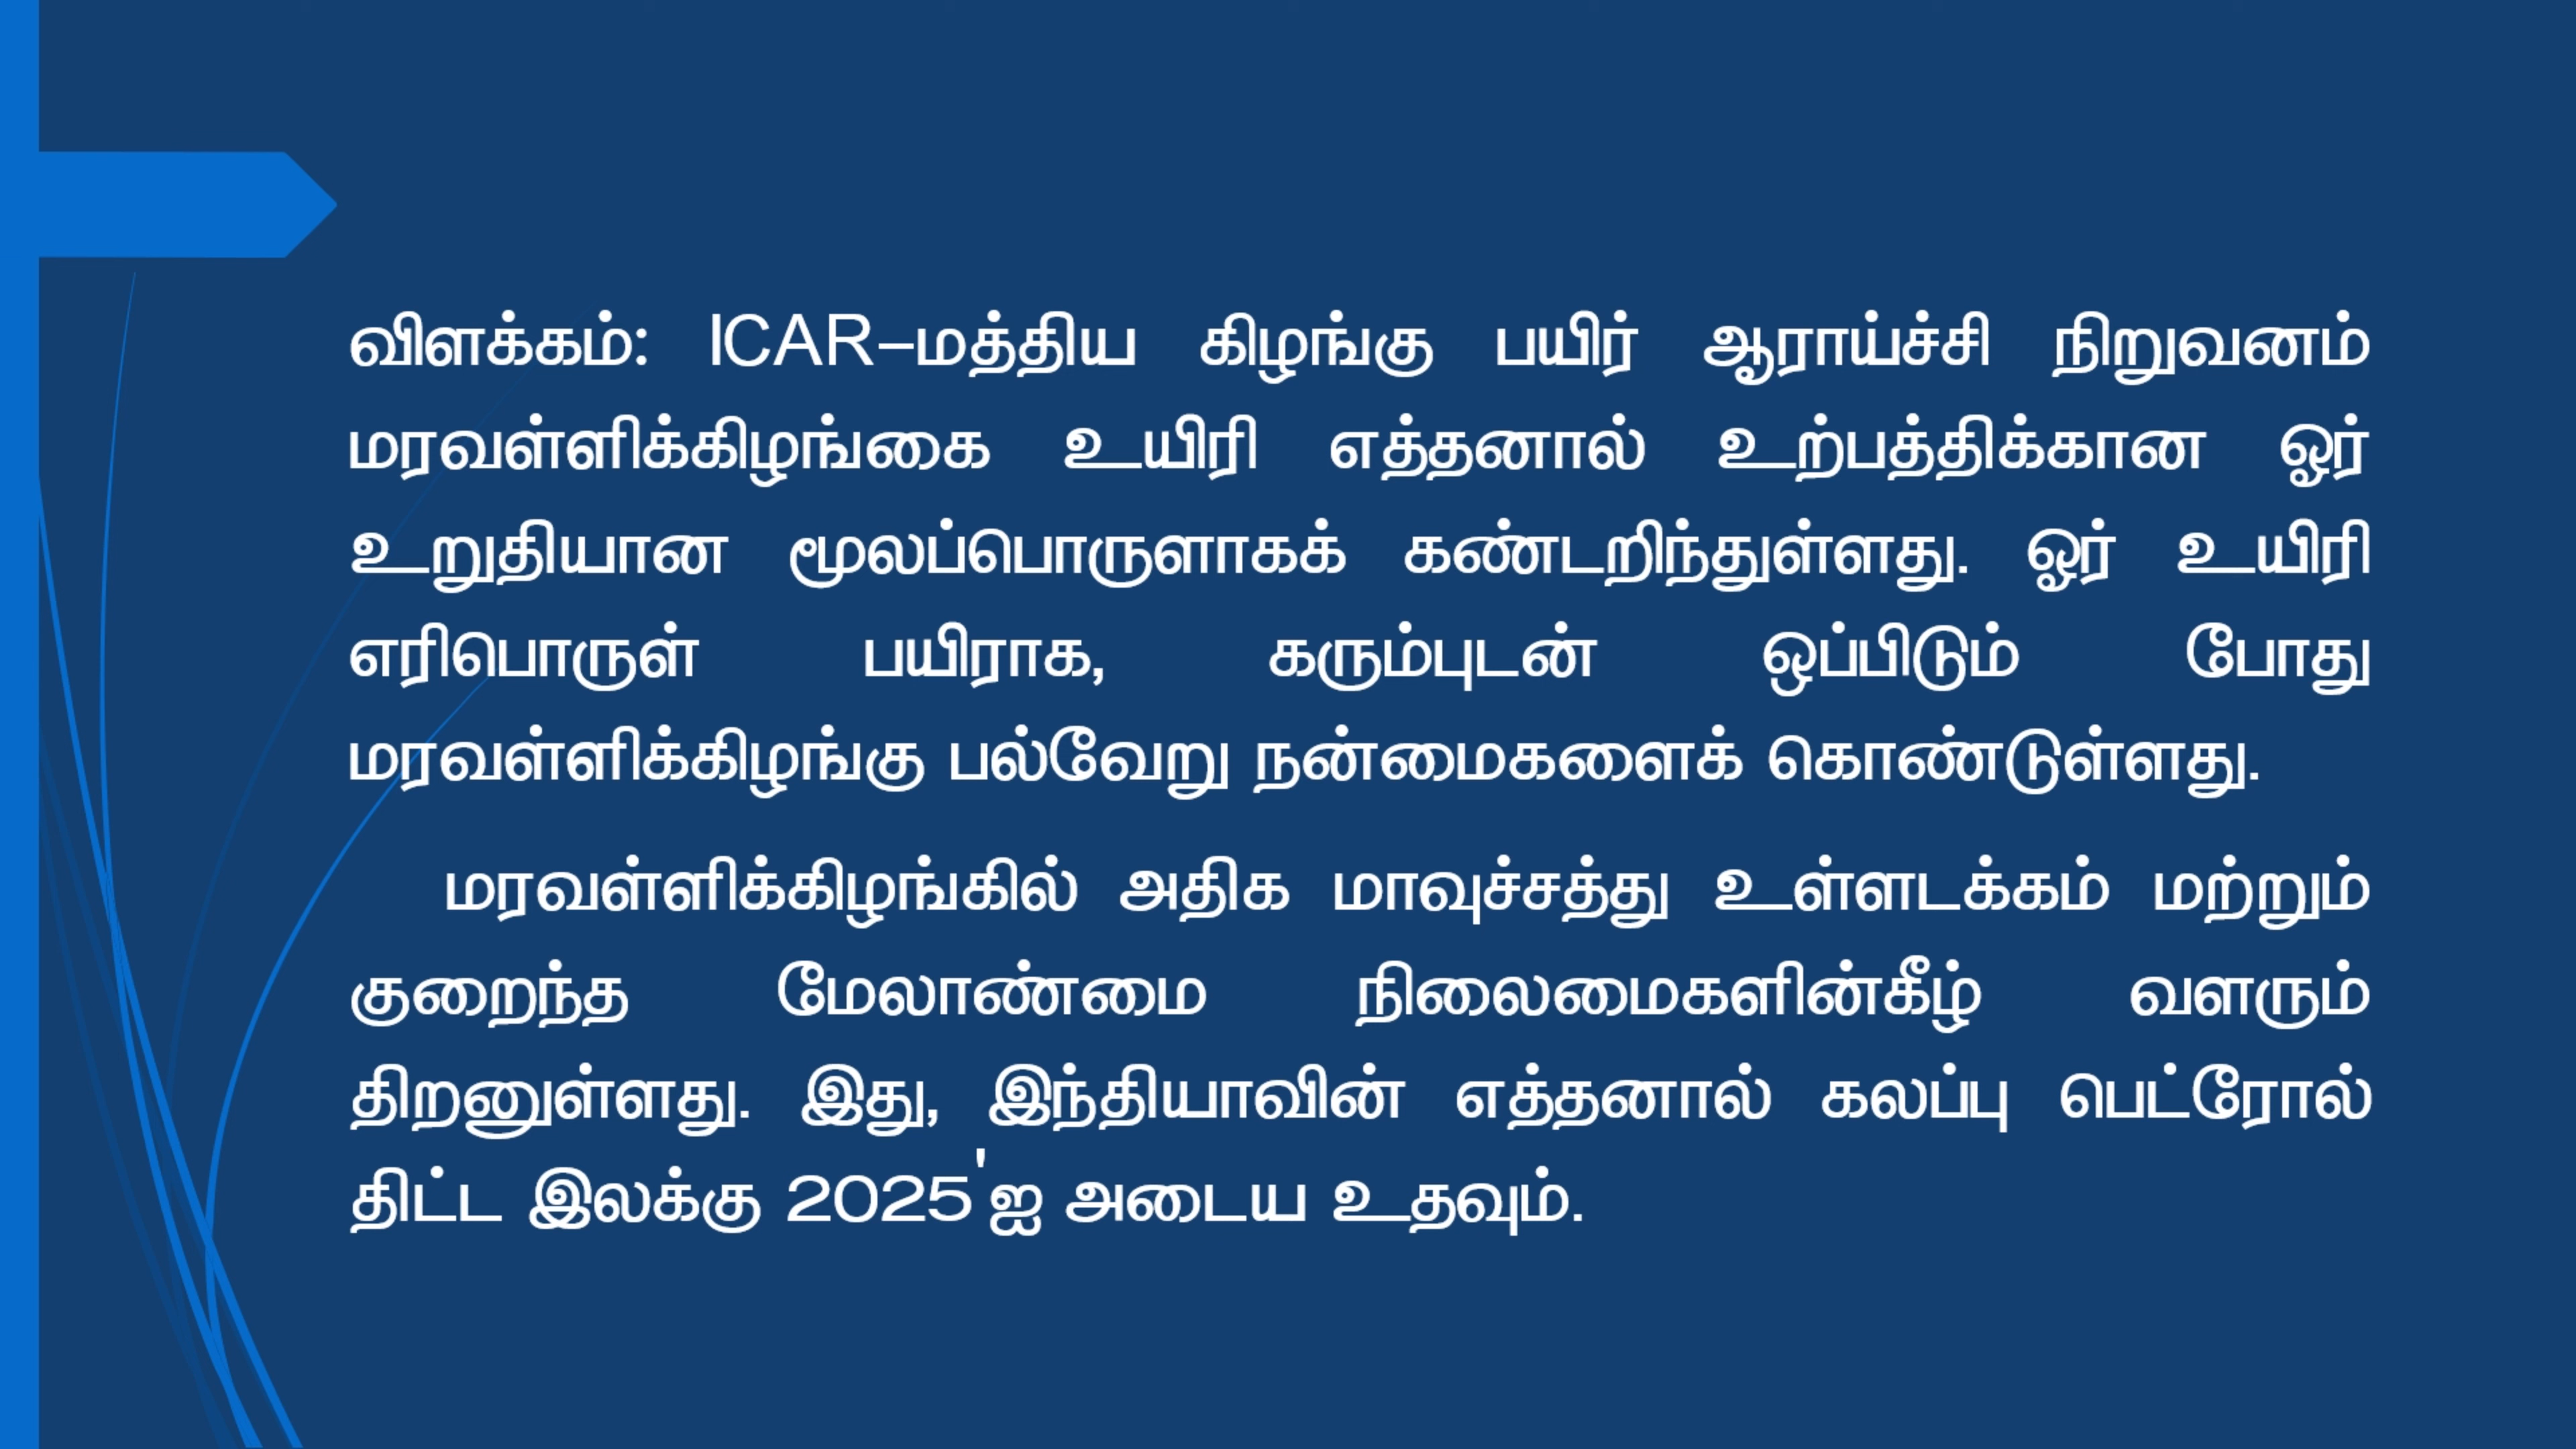 விளக்கம்: ICAR–மத்திய கிழங்கு பயிர் ஆராய்ச்சி நிறுவனம்
மரவள்ளிக்கிழங்கை உயிரி எத்தனால் உற்பத்திக்கான ஓர்
உறுதியான மூலப்பொருளாகக் கண்டறிந்துள்ளது. ஓர் உயிரி
எரிபொருள் பயிராக, கரும்புடன் ஒப்பிடும் போது
மரவள்ளிக்கிழங்கு பல்வேறு நன்மைகளைக் கொண்டுள்ளது.
மரவள்ளிக்கிழங்கில் அதிக மாவுச்சத்து உள்ளடக்கம் மற்றும்
குறைந்த மேலாண்மை நிலைமைகளின்கீழ் வளரும்
திறனுள்ளது. இது, இந்தியாவின் எத்தனால் கலப்பு பெட்ரோல்
திட்ட இலக்கு 2025'ஐ அடைய உதவும்.